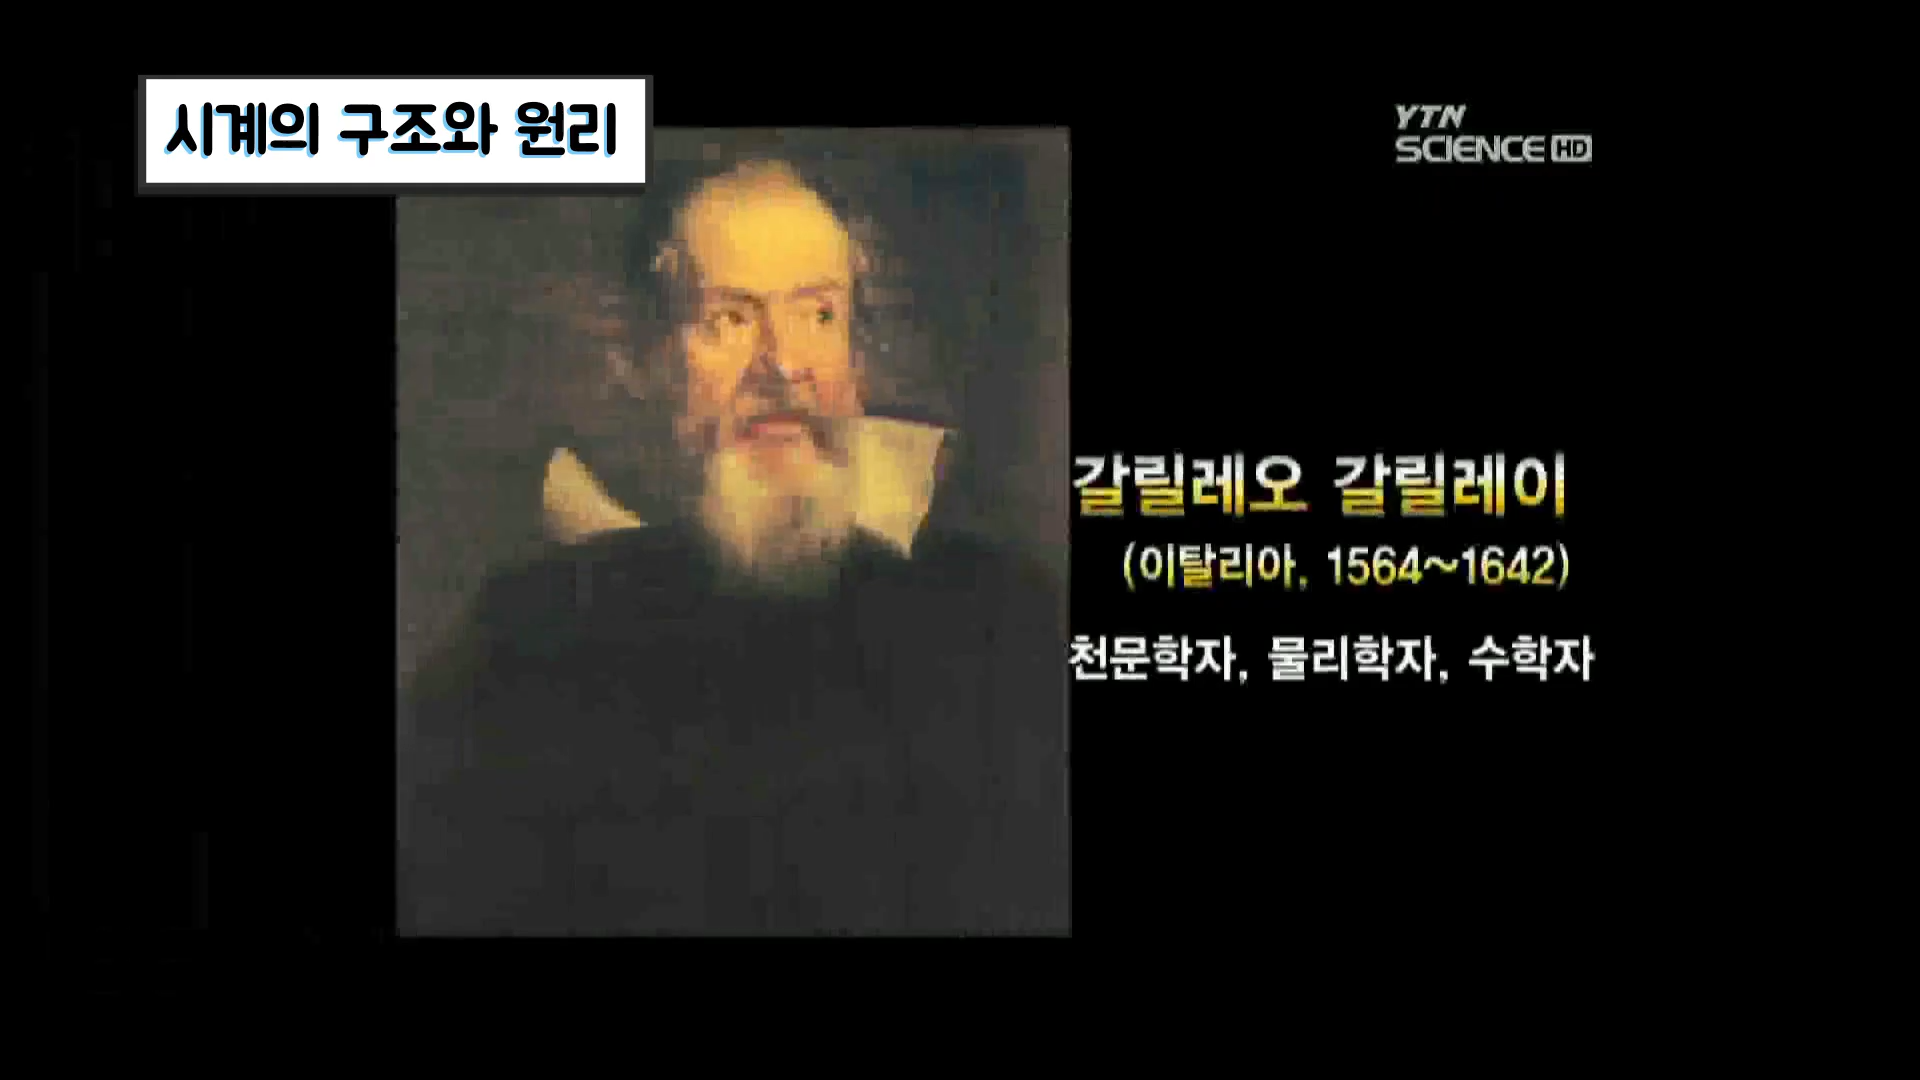 시계의 구조와 원리
YTN
SCIENCE HD
갈릴레오 갈릴레이
(이탈리아, 1564~1642)
천문학자, 물리학자, 수학자